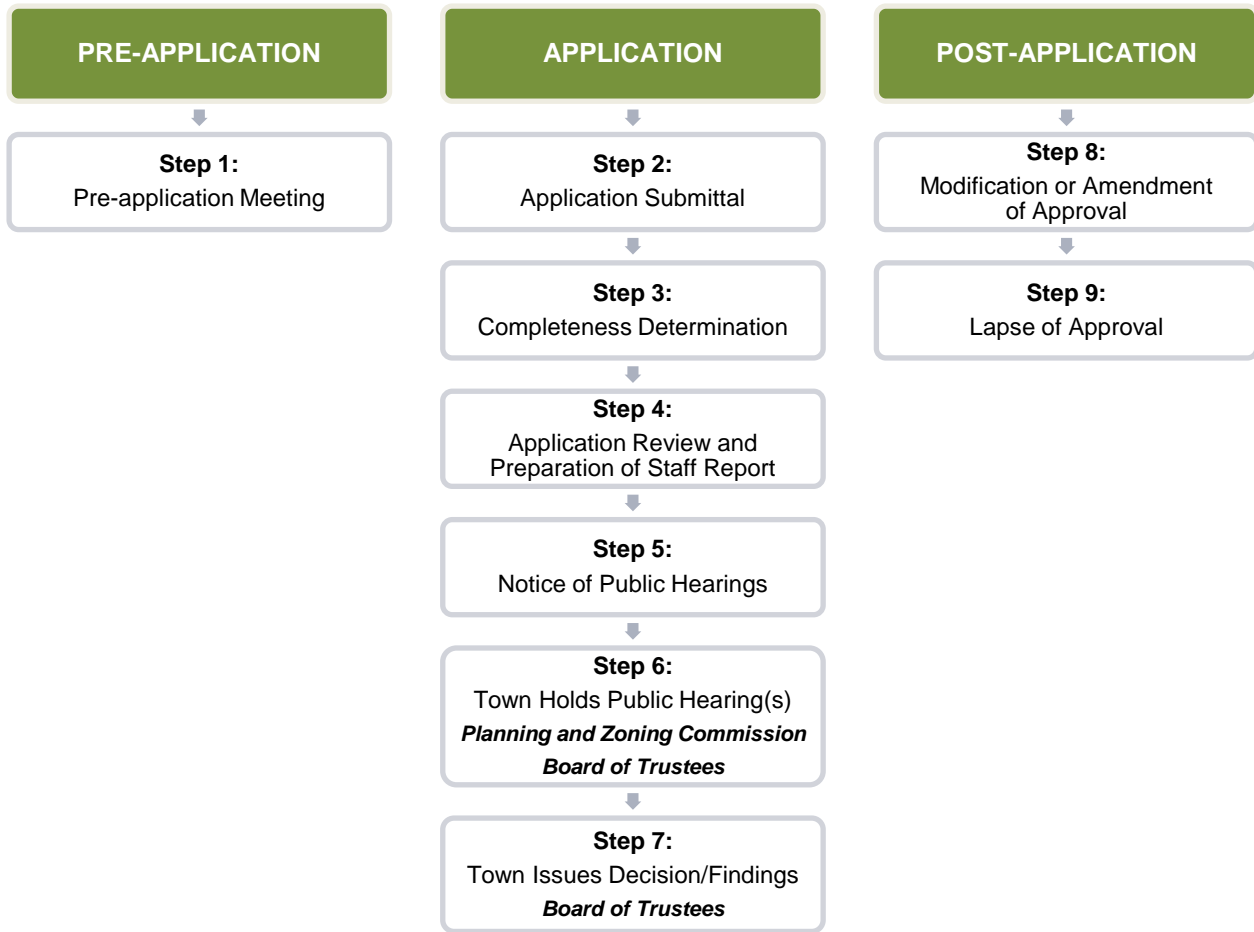 PRE-APPLICATION
Step 1:
Pre-application Meeting
APPLICATION
Step 2:
Application Submittal
Step 3:
Completeness Determination
Step 4:
Application Review and
Preparation of Staff Report
Step 5:
Notice of Public Hearings
Step 6:
Town Holds Public Hearing(s)
Planning and Zoning Commission
Board of Trustees
Step 7:
Town Issues Decision/Findings
Board of Trustees
POST-APPLICATION
Step 8:
Modification or Amendment
of Approval
Step 9:
Lapse of Approval